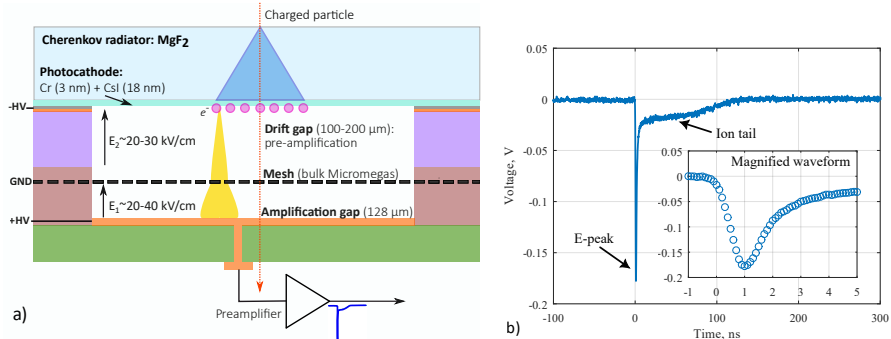 Charged particle
Cherenkov radiator: MgF2
Photocathode:
Cr (3 nm) + CsI (18 nm)
-HV
e-
Drift gap (100-200 μm):
pre-amplification
E2~20-30 kV/cm
Mesh (bulk Micromegas)
GND
E1~20-40 kV/cm
Amplification gap (128 μm)
+HV
Preamplifier
a)
0.05
0
-0.05
-0.1
-0.15
-0.2
Voltage, V
Ion tail
E-peak
Magnified waveform
0.05
0
-0.05
-0.1
-0.15
-0.2
-1 0 1 2 3 4 5
-100 0 100 200 300
Time, ns
b)